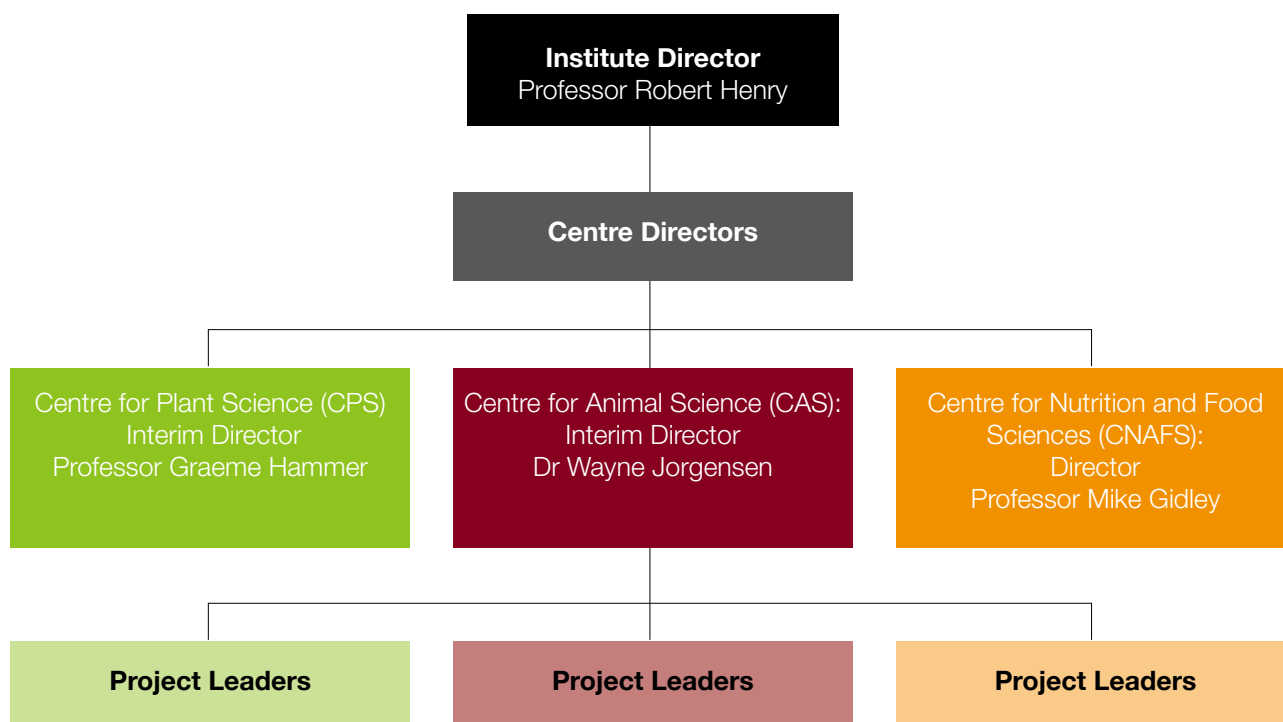 Institute Director
Professor Robert Henry
Centre Directors
Centre for Plant Science (CPS)
Interim Director
Professor Graeme Hammer
Centre for Animal Science (CAS):
Interim Director
Dr Wayne Jorgensen
Centre for Nutrition and Food
Sciences (CNAFS):
Director
Professor Mike Gidley
Project Leaders
Project Leaders
Project Leaders